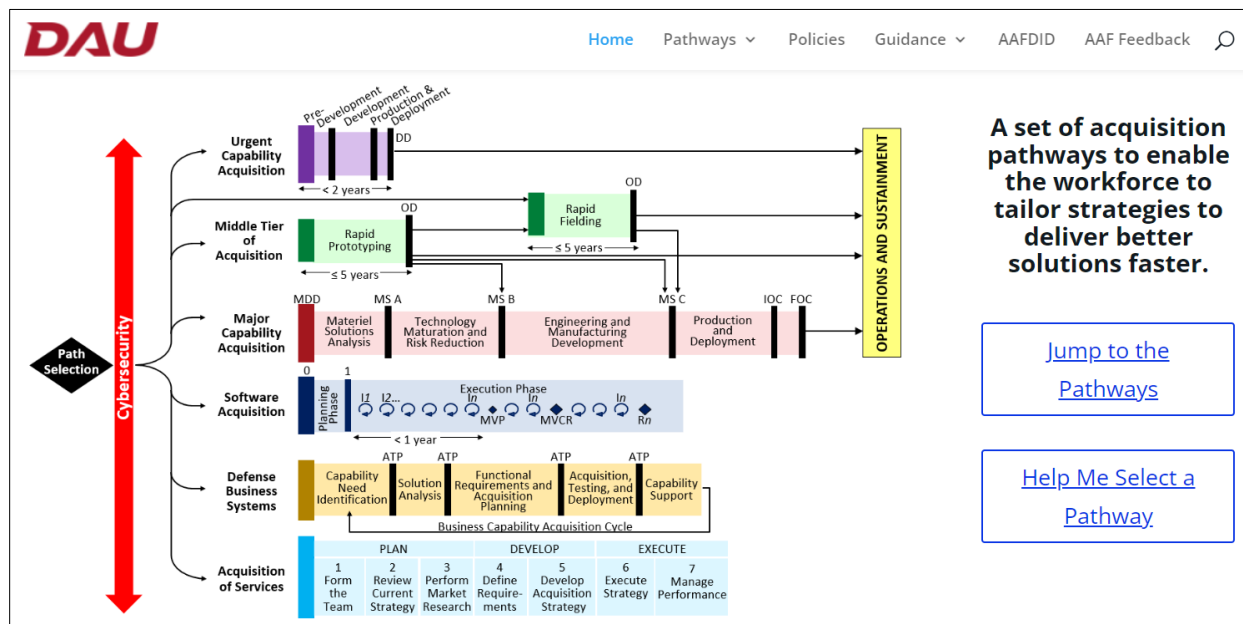 DAU
Home Pathways Policies Guidance AAFDID AAF Feedback
A set of acquisition
pathways to enable
the workforce to
tailor strategies to
deliver better
solutions faster.
Jump to the
Pathways
Help Me Select a
Pathway
Path
Selection
Cybersecurity
Urgent
Capability
Acquisition
Pre-
Development
Development
Production &
Deployment
DD
< 2 years
Middle Tier
of
Acquisition
Rapid
Prototyping
OD
≤ 5 years
Rapid
Fielding
OD
≤ 5 years
Major
Capability
Acquisition
MDD
MS A
MS B
MS C
IOC
FOC
Materiel
Solutions
Analysis
Technology
Maturation and
Risk Reduction
Engineering and
Manufacturing
Development
Production
and
Deployment
OPERATIONS AND SUSTAINMENT
Software
Acquisition
0
1
Planning
Phase
Execution Phase
I1 I2... In In In
MVP MVCR Rn
< 1 year
Defense
Business
Systems
ATP ATP ATP ATP
Capability
Need
Identification
Solution
Analysis
Functional
Requirements and
Acquisition
Planning
Acquisition,
Testing, and
Deployment
Capability
Support
Business Capability Acquisition Cycle
Acquisition
of Services
PLAN DEVELOP EXECUTE
1
Form
the
Team
2
Review
Current
Strategy
3
Perform
Market
Research
4
Define
Require-
ments
5
Develop
Acquisition
Strategy
6
Execute
Strategy
7
Manage
Performance